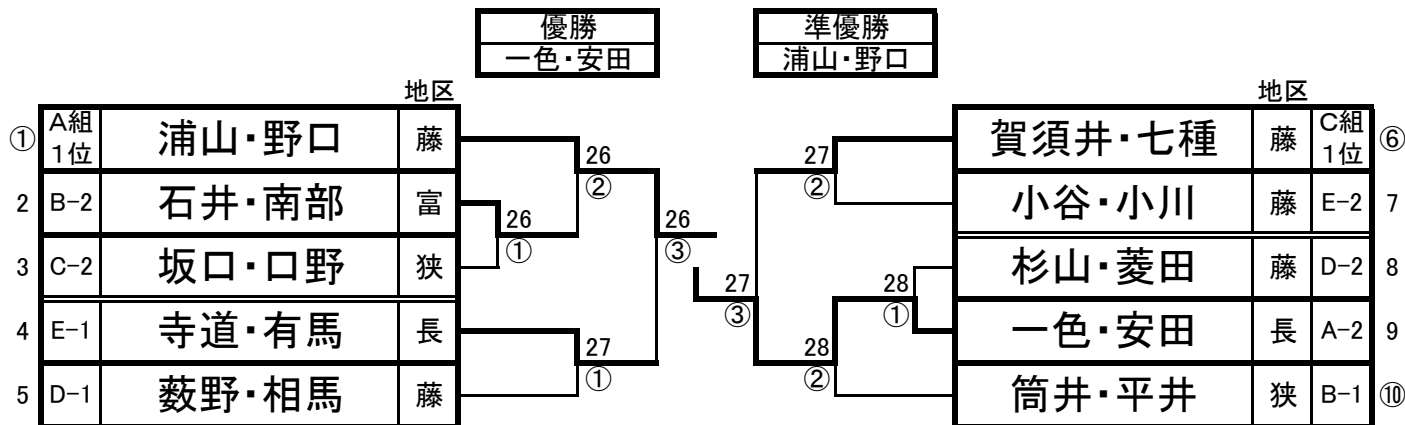 優勝 準優勝
一色・安田 浦山・野口
地区 地区
① A組1位 浦山・野口 藤 26 ② 27 ② 賀須井・七種 藤 C組1位 ⑥
2 B-2 石井・南部 富 26 ① 26 ③ 小谷・小川 藤 E-2 7
3 C-2 坂口・口野 狭 27 ③ 28 ① 杉山・菱田 藤 D-2 8
4 E-1 寺道・有馬 長 27 ① 28 ② 一色・安田 長 A-2 9
5 D-1 薮野・相馬 藤 筒井・平井 狭 B-1 ⑩